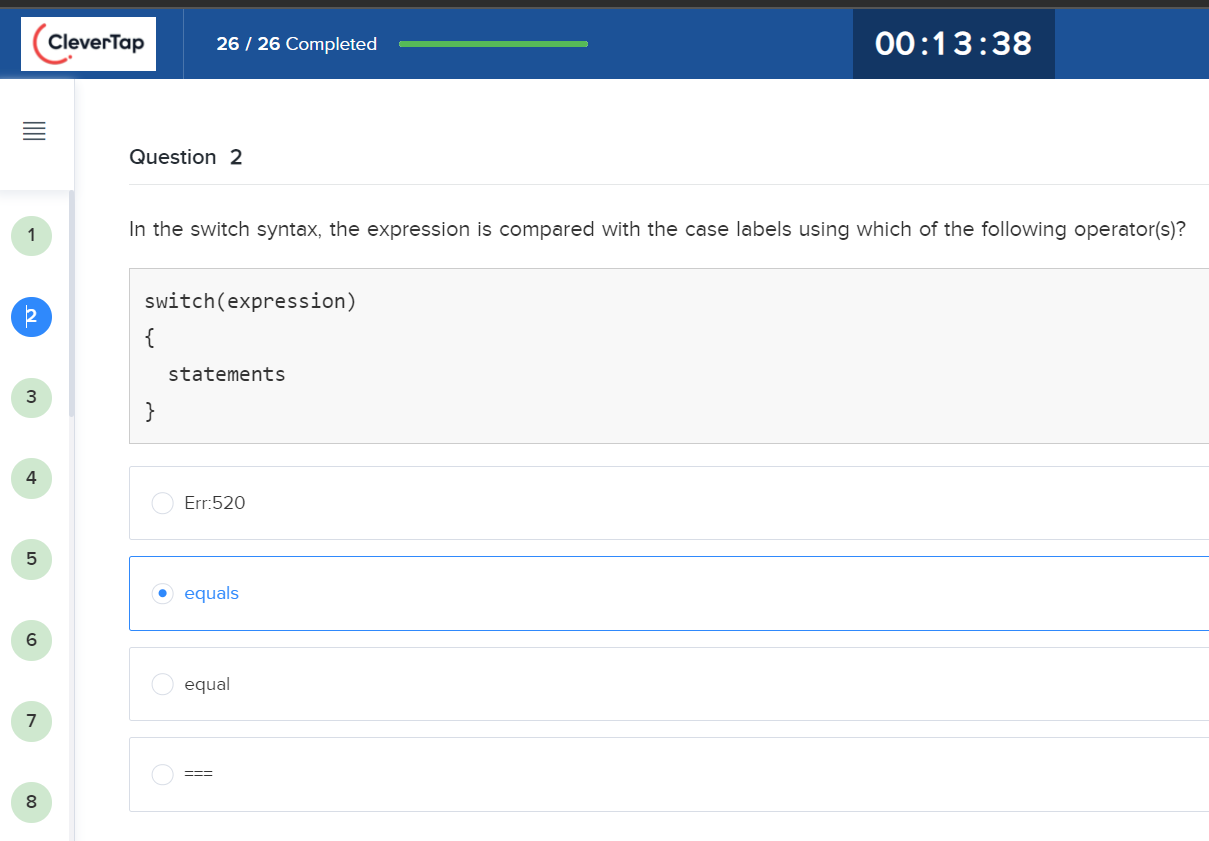 CleverTap
26 / 26 Completed
00:13:38
Question 2
In the switch syntax, the expression is compared with the case labels using which of the following operator(s)?
switch(expression)
{
  statements
}
Err:520
equals
equal
===
1
2
3
4
5
6
7
8